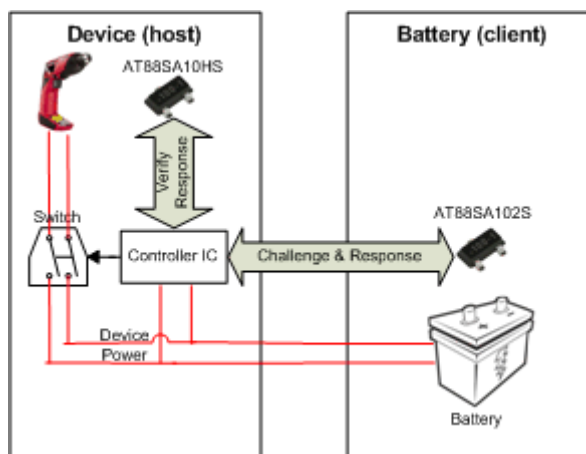 Device (host)
Battery (client)
AT88SA10HS
Verify
Response
AT88SA102S
Switch
Controller IC
Challenge & Response
Device
Power
Battery